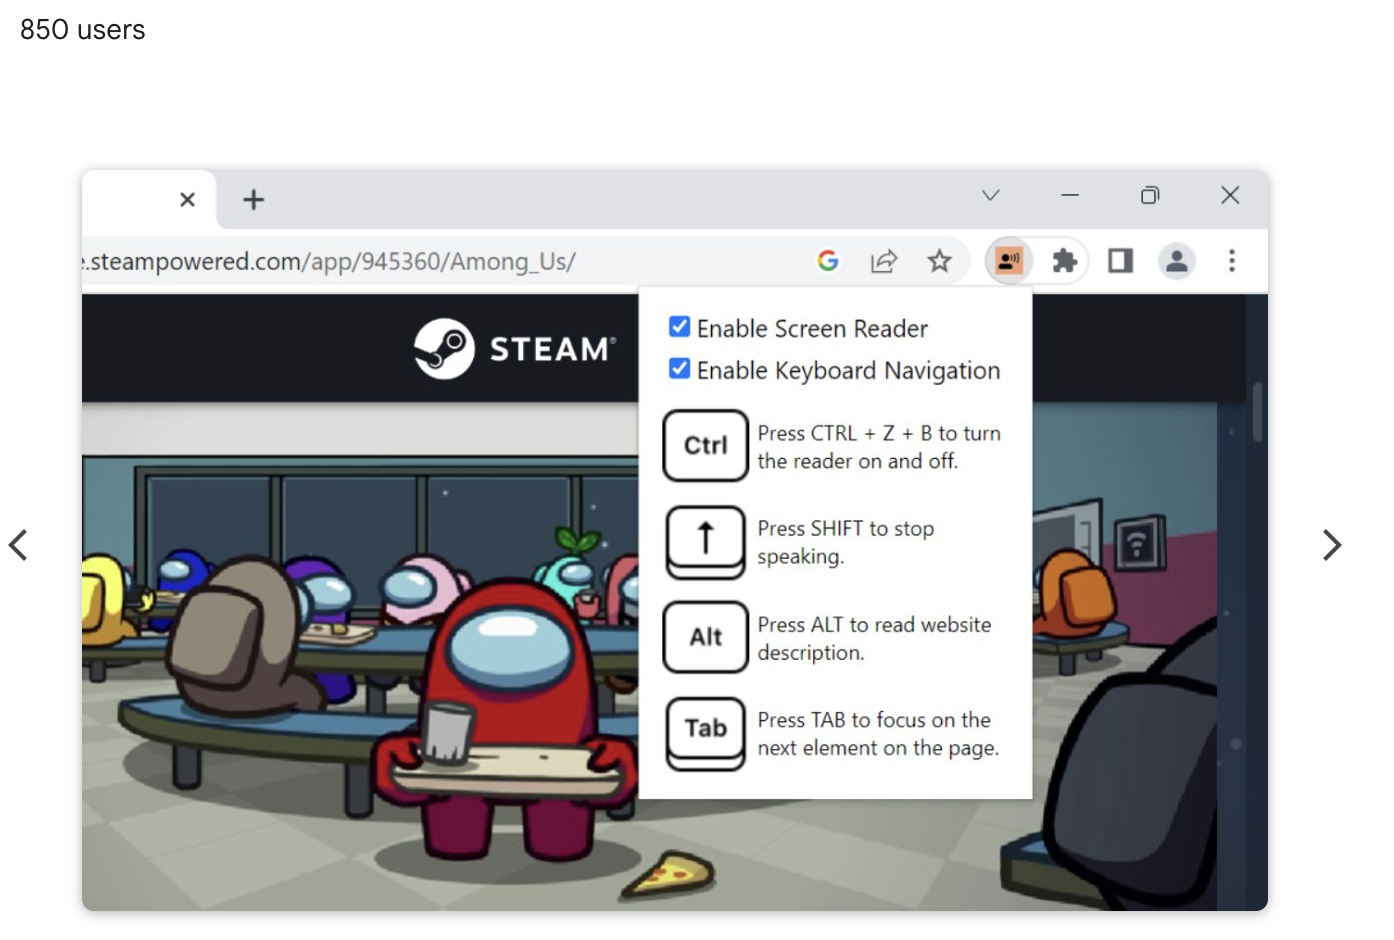 850 users
.steampowered.com/app/945360/Among_Us/
STEAM®
Enable Screen Reader
Enable Keyboard Navigation
Ctrl
Press CTRL + Z + B to turn
the reader on and off.
Press SHIFT to stop
speaking.
Alt
Press ALT to read website
description.
Tab
Press TAB to focus on the
next element on the page.